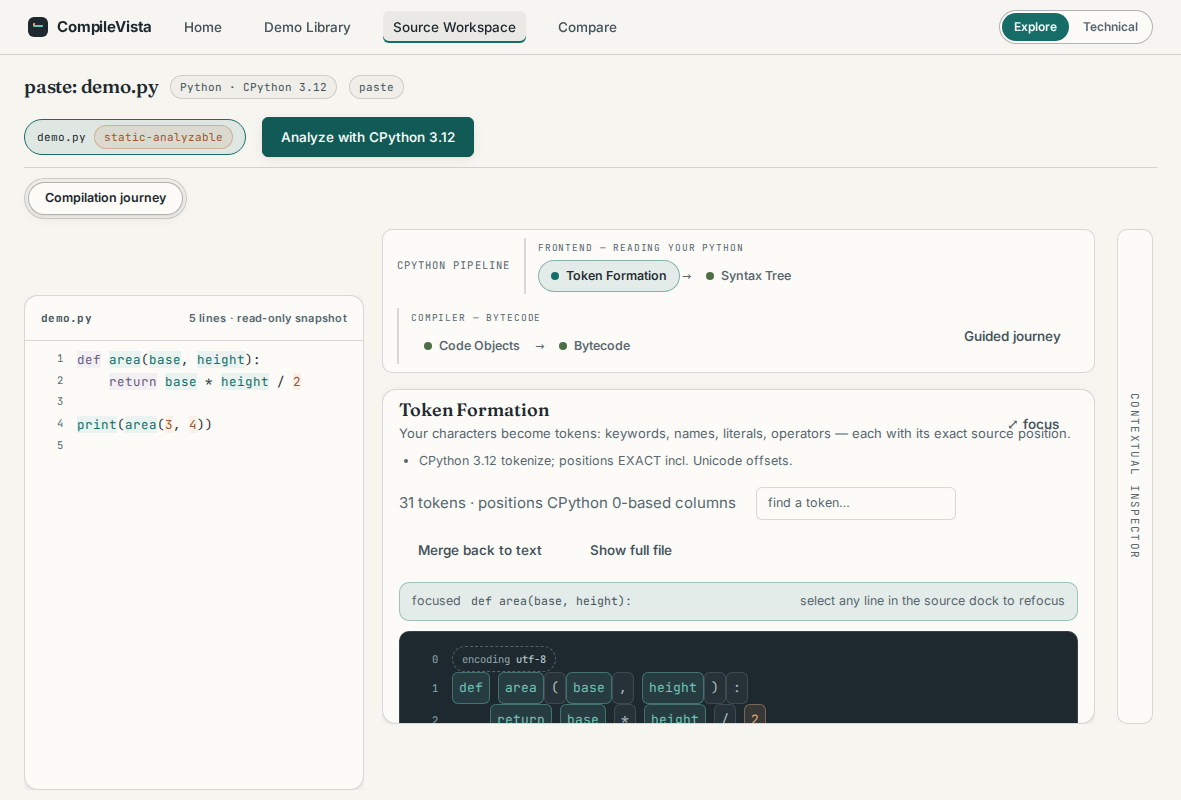 CompileVista Home Demo Library Source Workspace Compare Explore Technical
paste: demo.py Python · CPython 3.12 paste
demo.py static-analyzable Analyze with CPython 3.12
Compilation journey
demo.py 5 lines · read-only snapshot
1 def area(base, height):
2 return base * height / 2
3
4 print(area(3, 4))
5
CPYTHON PIPELINE
FRONTEND — READING YOUR PYTHON
Token Formation → Syntax Tree
COMPILER — BYTECODE
Code Objects → Bytecode
Guided journey
Token Formation
⤢ focus
Your characters become tokens: keywords, names, literals, operators — each with its exact source position.
• CPython 3.12 tokenize; positions EXACT incl. Unicode offsets.
31 tokens · positions CPython 0-based columns find a token...
Merge back to text Show full file
focused def area(base, height): select any line in the source dock to refocus
0 encoding utf-8
1 def area ( base , height ) :
2 return base * height / 2
CONTEXTUAL INSPECTOR